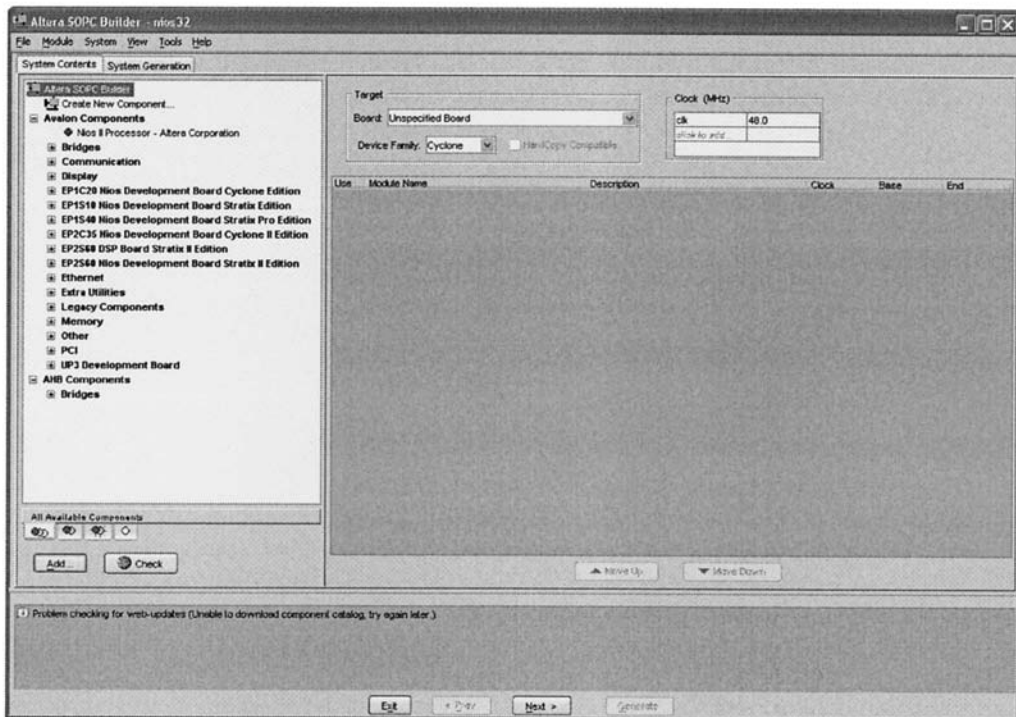 Altura SOPC Builder - nios32
File Module System View Tools Help
System Contents System Generation
Altera SOPC Builder
Create New Component...
Avalon Components
Nios II Processor - Altera Corporation
Bridges
Communication
Display
EP1C20 Nios Development Board Cyclone Edition
EP1S10 Nios Development Board Stratix Edition
EP1S40 Nios Development Board Stratix Pro Edition
EP2C35 Nios Development Board Cyclone II Edition
EP2S60 DSP Board Stratix II Edition
EP2S60 Nios Development Board Stratix II Edition
Ethernet
Extra Utilities
Legacy Components
Memory
Other
PCI
UP3 Development Board
AHB Components
Bridges
All Available Components
Add... Check
Target
Board: Unspecified Board
Device Family: Cyclone HardCopy Compatible
Clock (MHz)
clk 48.0
click to add...
Use Module Name Description Clock Base End
Move Up Move Down
Problem checking for web-updates (Unable to download component catalog, try again later.)
Exit < Prev Next > Generate